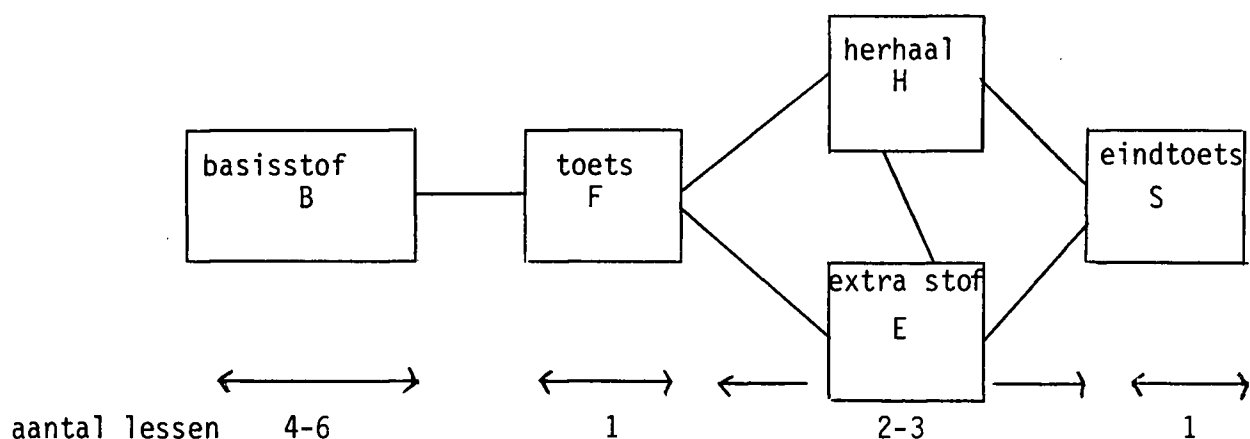 herhaal
H
basisstof
B
toets
F
eindtoets
S
extra stof
E
aantal lessen 4-6 1 2-3 1